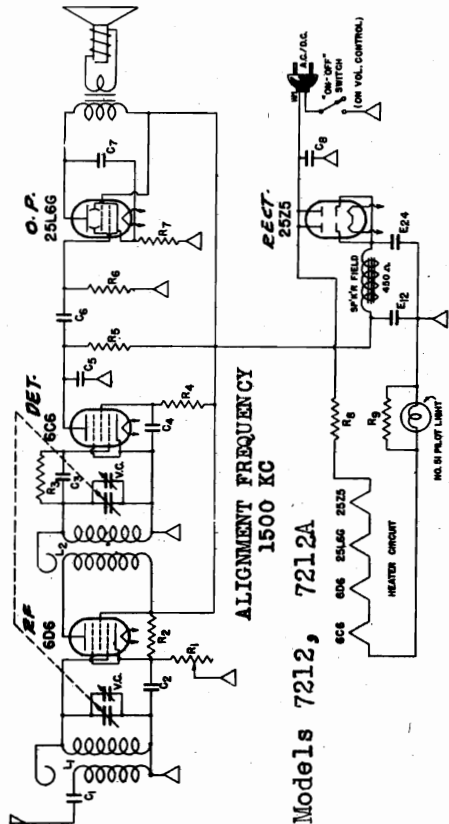 O.P.
25L6G
DET.
6C6
RF
6D6
RECT.
25Z5
C7
R7
R6
C6
R5
C5
R4
C4
R3
C3
V.C.
L2
R2
R1
C2
V.C.
L1
C1
A.C./D.C.
"ON-OFF"
SWITCH
(ON VOL. CONTROL)
C8
SP'K'R FIELD
450 Ω
E24
E12
R8
R9
NO. 51 PILOT LIGHT
25Z5
25L6G
6D6
6C6
HEATER CIRCUIT
ALIGNMENT FREQUENCY
1500 KC
Models 7212, 7212A